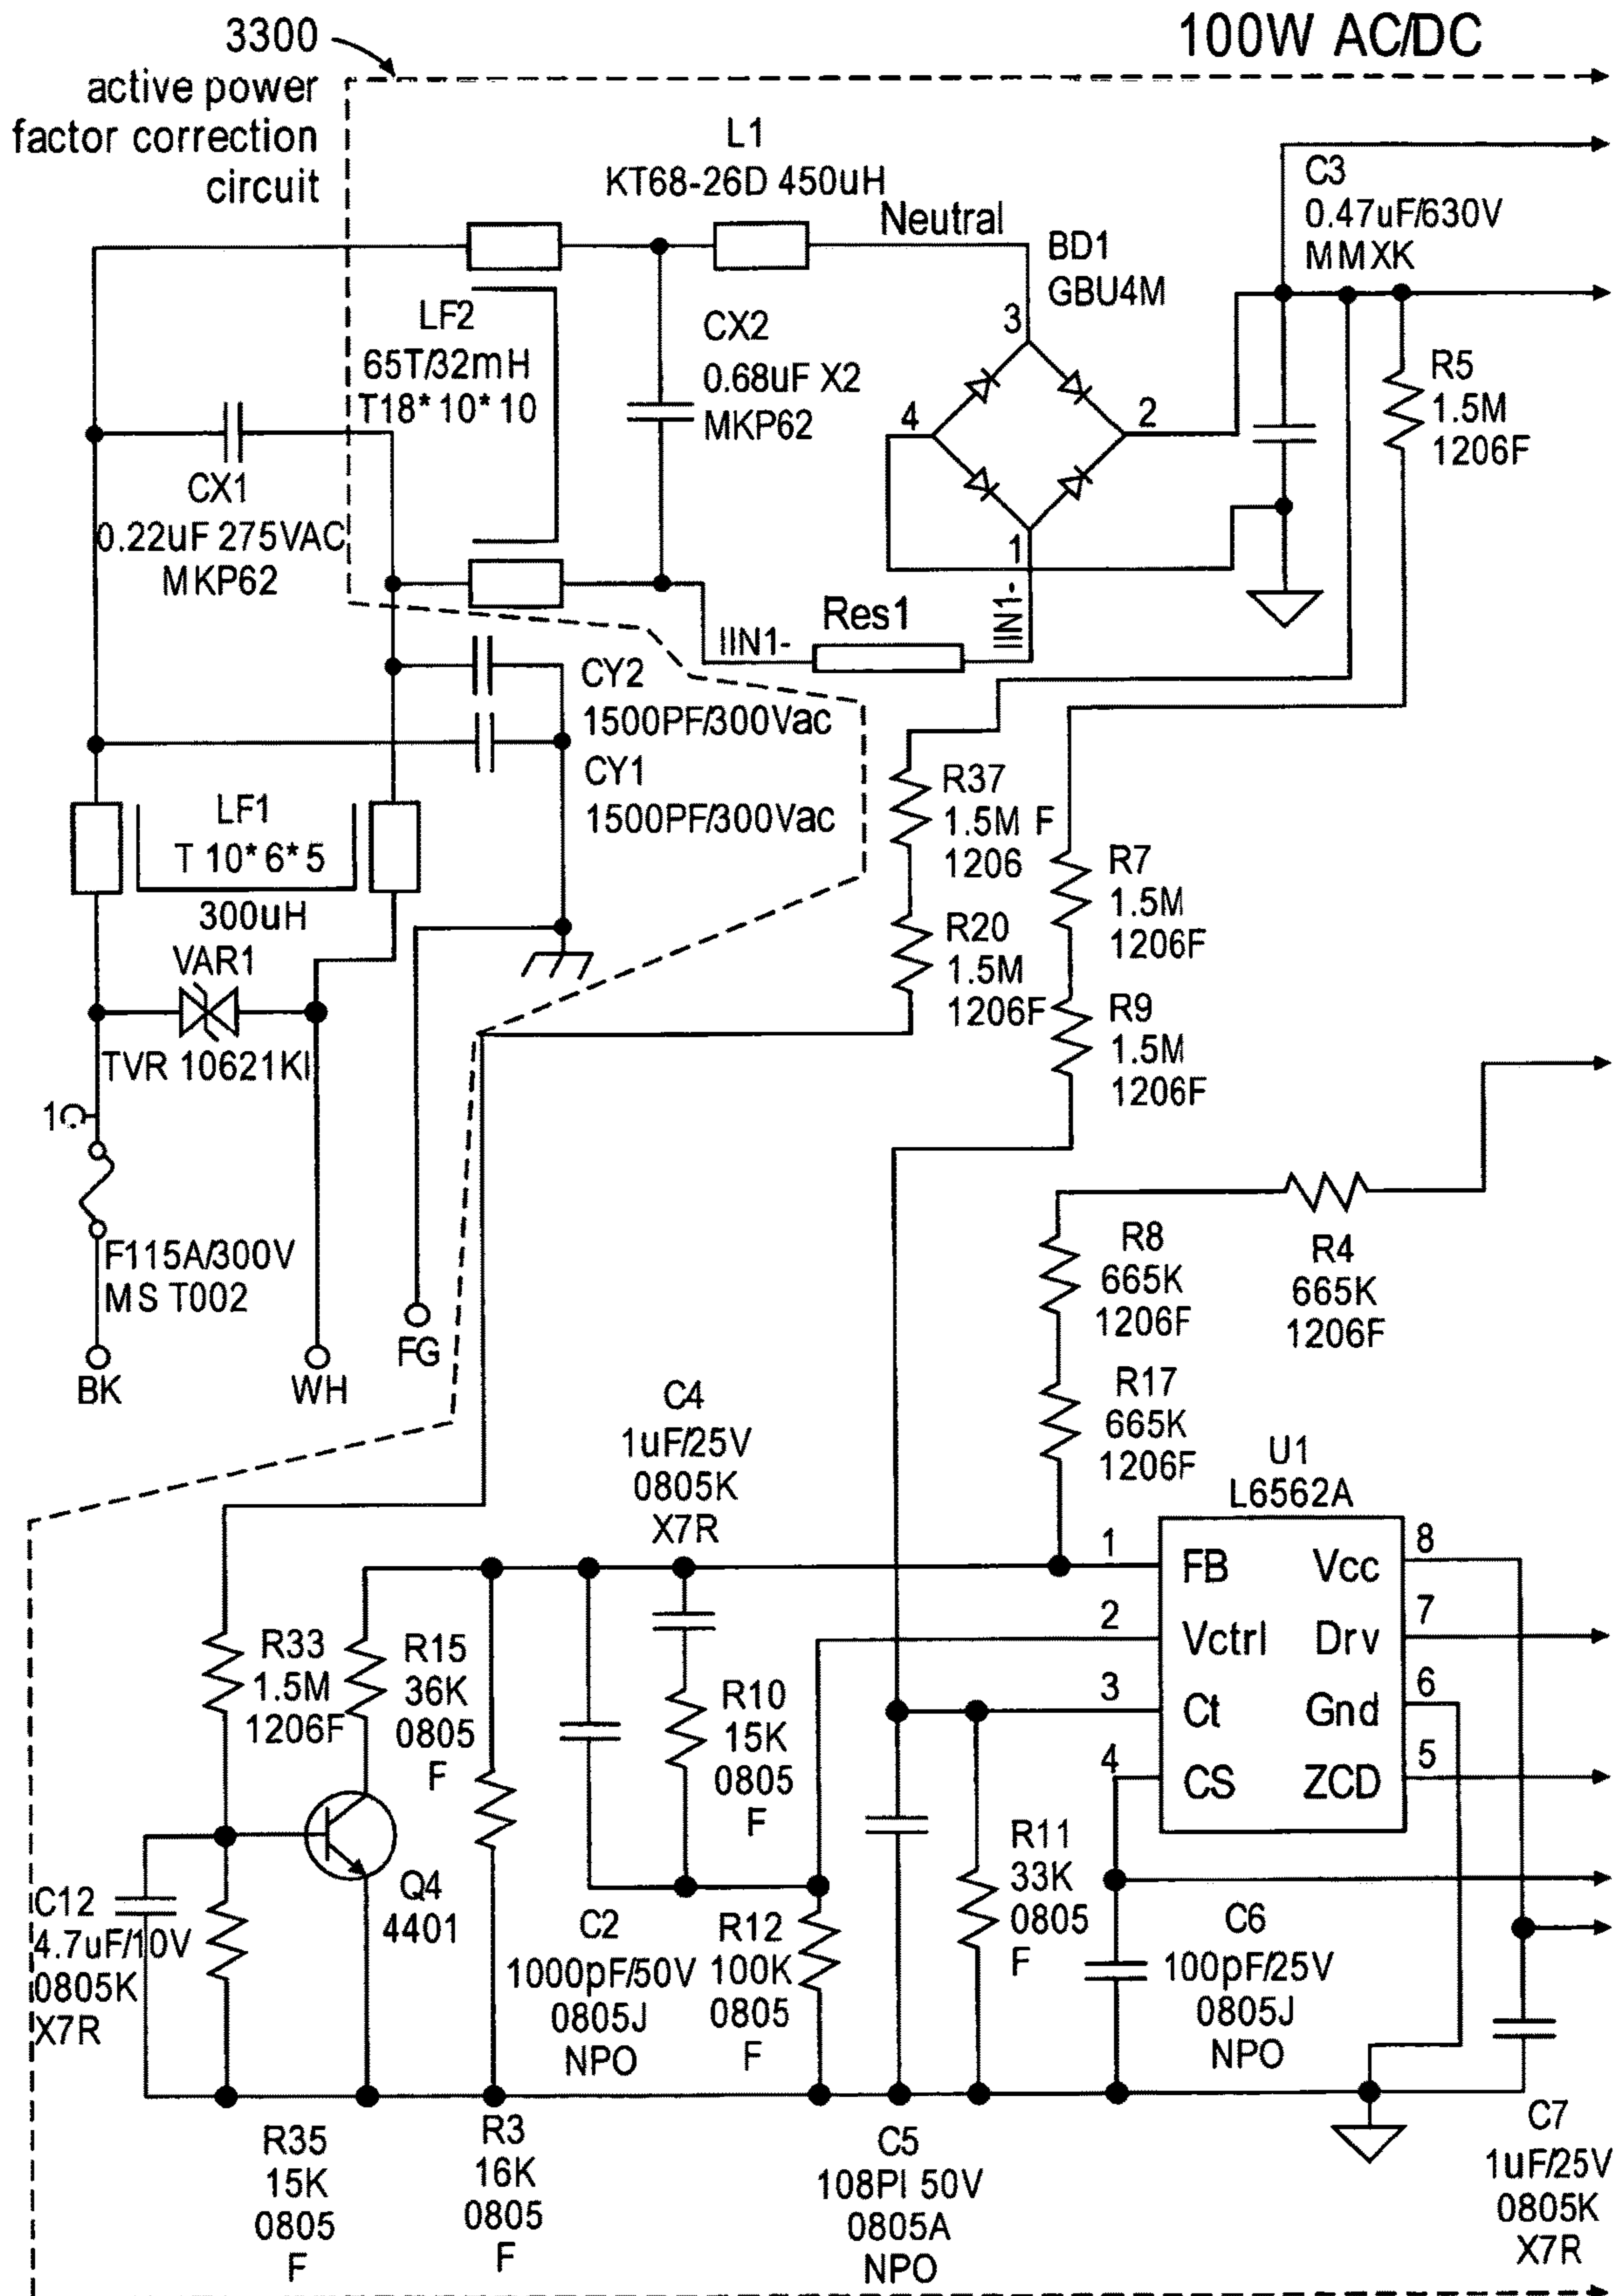 3300
active power
factor correction
circuit
100W AC/DC
L1
KT68-26D 450uH
Neutral
BD1
GBU4M
C3
0.47uF/630V
MMXK
LF2
65T/32mH
T18*10*10
CX2
0.68uF X2
MKP62
3
4
2
1
R5
1.5M
1206F
CX1
0.22uF 275VAC
MKP62
IIN1-
Res1
IIN1-
CY2
1500PF/300Vac
CY1
1500PF/300Vac
LF1
T 10*6*5
300uH
R37
1.5M F
1206
R7
1.5M
1206F
R20
1.5M
1206F
R9
1.5M
1206F
VAR1
TVR 10621KI
F115A/300V
MS T002
BK
WH
FG
R8
665K
1206F
R4
665K
1206F
R17
665K
1206F
C4
1uF/25V
0805K
X7R
U1
L6562A
1
FB
Vcc
8
2
Vctrl
Drv
7
3
Ct
Gnd
6
4
CS
ZCD
5
R33
1.5M
1206F
R15
36K
0805
F
R10
15K
0805
F
R11
33K
0805
F
C12
4.7uF/10V
0805K
X7R
Q4
4401
C2
1000pF/50V
0805J
NPO
R12
100K
0805
F
C6
100pF/25V
0805J
NPO
R35
15K
0805
F
R3
16K
0805
F
C5
108PI 50V
0805A
NPO
C7
1uF/25V
0805K
X7R